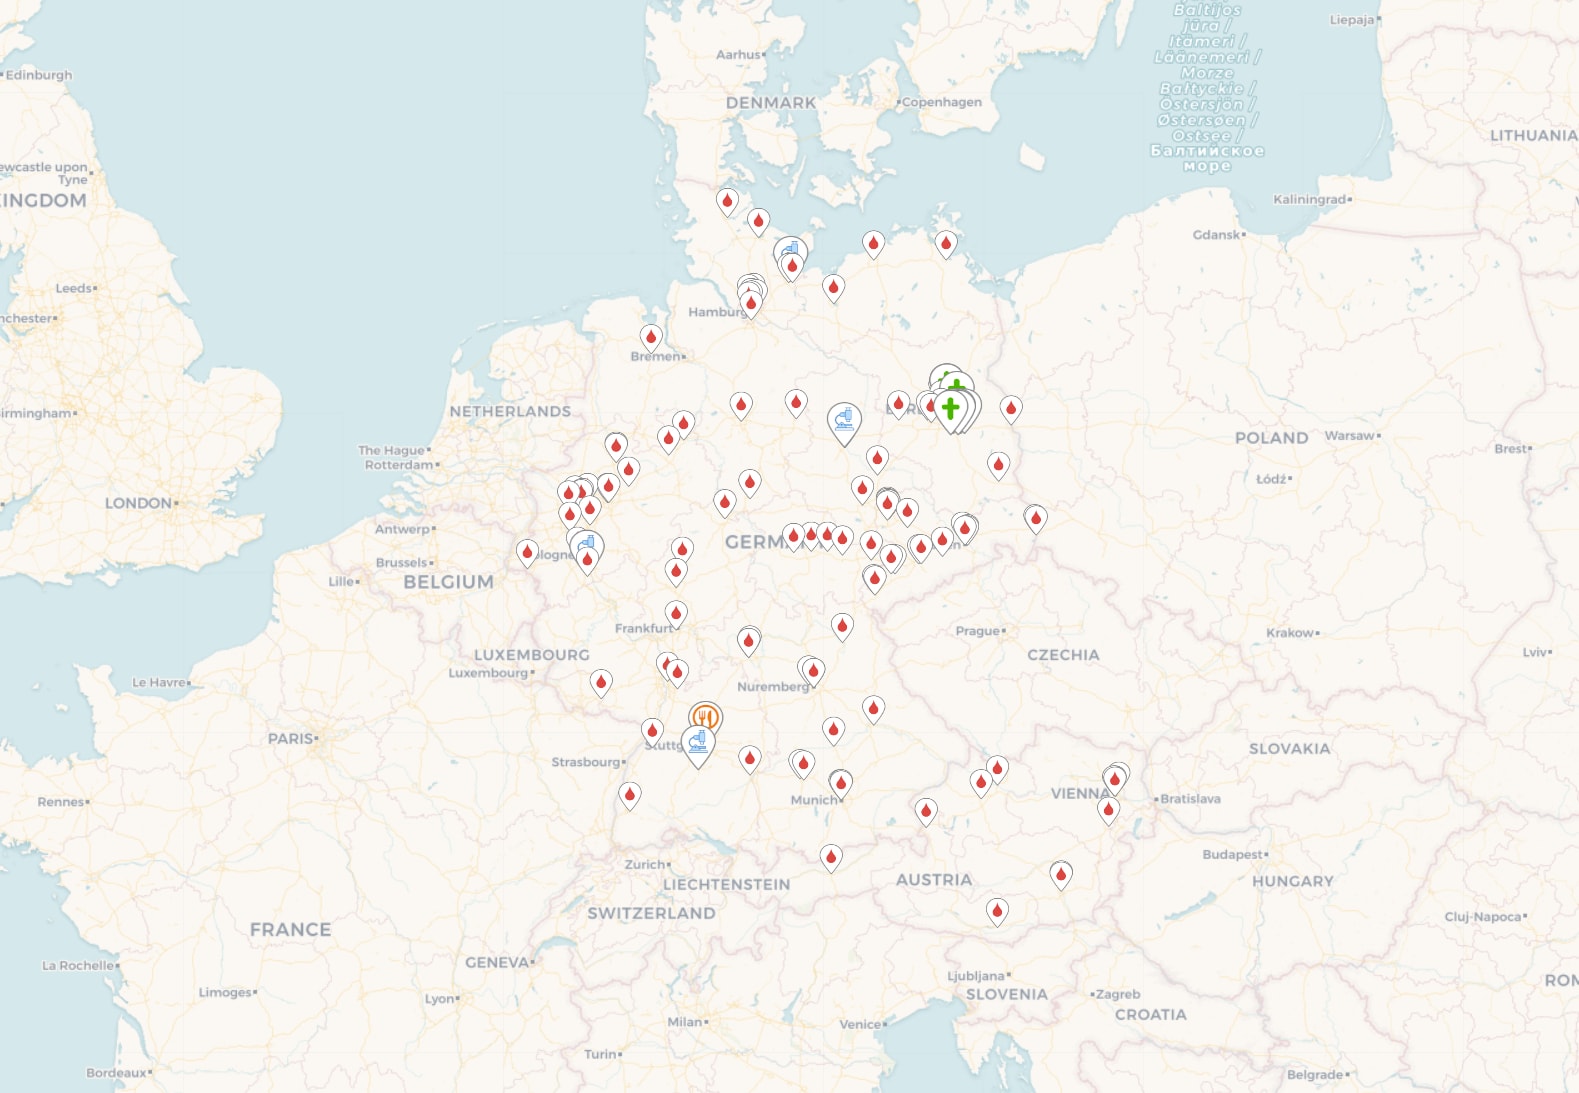 Baltijos
jūra /
Itämeri /
Läänemeri /
Morze
Bałtyckie /
Ostersjön /
Østersøen /
Ostsee /
Балтийское
море
Liepaja
Aarhus
Edinburgh
DENMARK
Copenhagen
LITHUANIA
ewcastle upon
Tyne
KINGDOM
Kaliningrad
Gdansk
Leeds
nchester
Hamburg
Bremen
NETHERLANDS
irmingham
POLAND
Warsaw
The Hague
Rotterdam
Brest
Łódź
LONDON
Antwerp
GERM
Cologne
Brussels
BELGIUM
Lille
Frankfurt
Prague
Krakow
LUXEMBOURG
CZECHIA
Lviv
Luxembourg
Le Havre
Nuremberg
PARIS
Stuttg
SLOVAKIA
Strasbourg
Rennes
Munich
VIENNA
Bratislava
Zurich
Budapest
LIECHTENSTEIN
AUSTRIA
HUNGARY
SWITZERLAND
Cluj-Napoca
FRANCE
GENEVA
La Rochelle
Ljubljana
ROM
Limoges
Lyon
SLOVENIA
Zagreb
CROATIA
Milan
Venice
Turin
Bordeaux
Belgrade